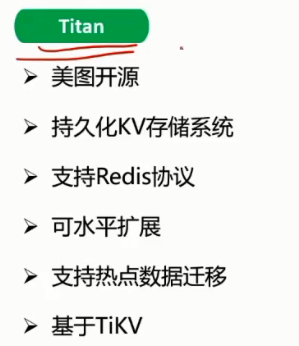 Titan
美图开源
持久化KV存储系统
支持Redis协议
可水平扩展
支持热点数据迁移
基于TiKV